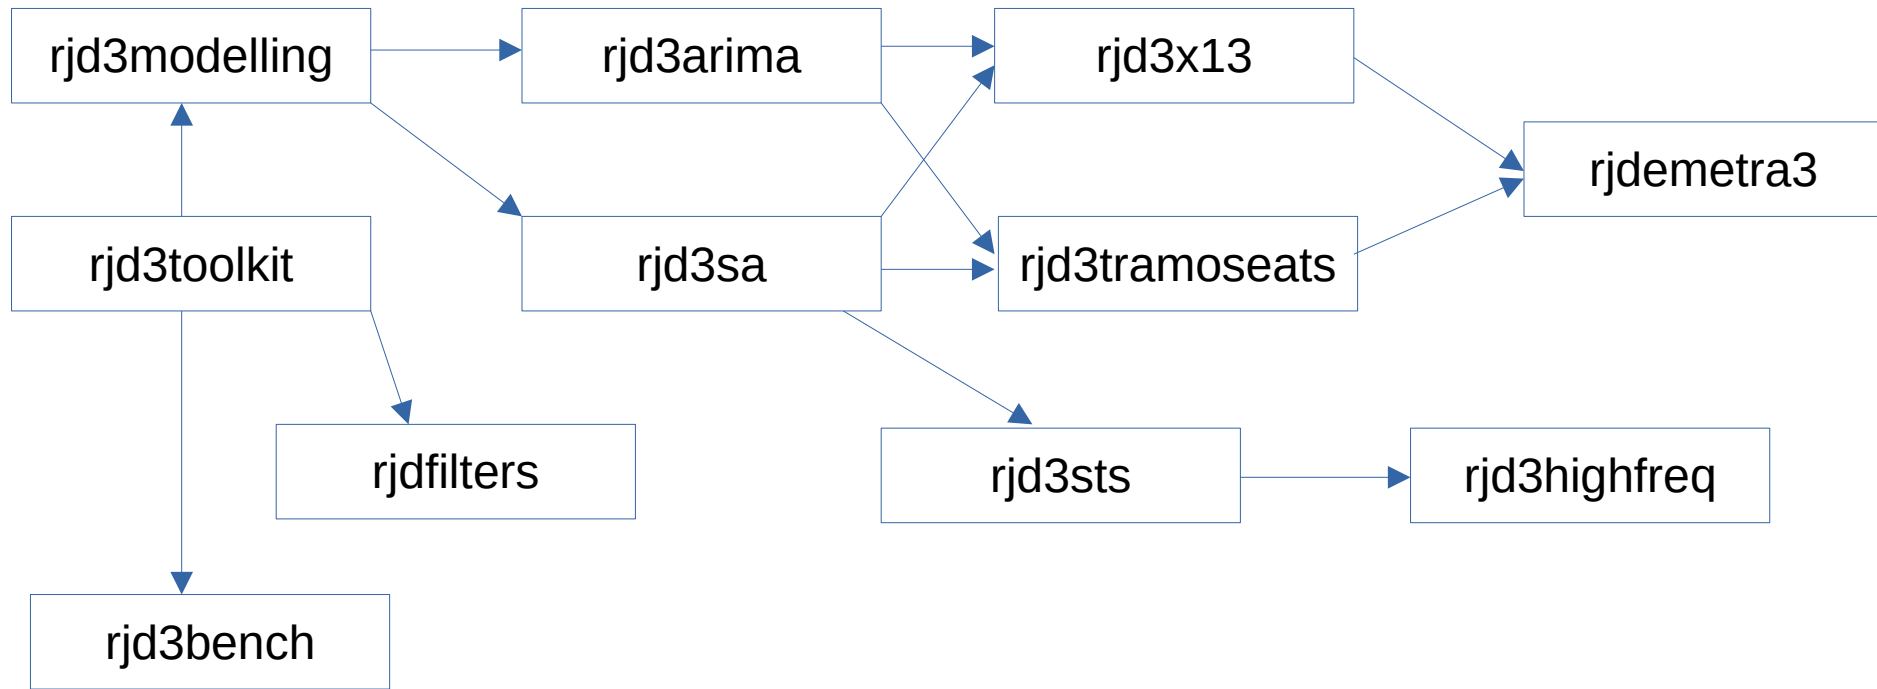 rjd3modelling
rjd3arima
rjd3x13
rjdemetra3
rjd3toolkit
rjd3sa
rjd3tramoseats
rjdfilters
rjd3sts
rjd3highfreq
rjd3bench